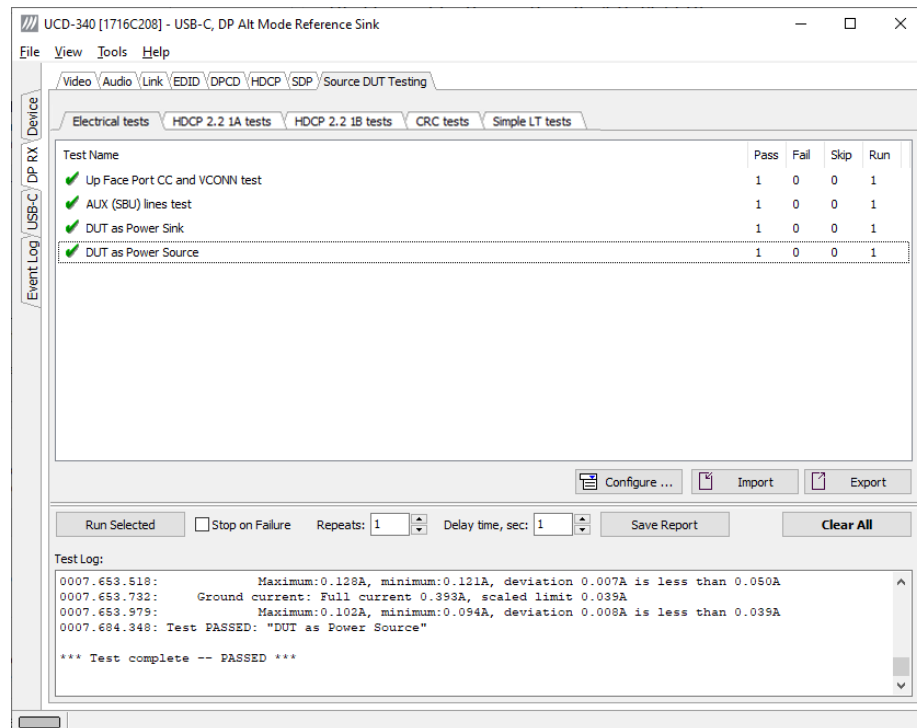 UCD-340 [1716C208] - USB-C, DP Alt Mode Reference Sink
File View Tools Help
Video Audio Link EDID DPCD HDCP SDP Source DUT Testing
Device
DP RX
USB-C
Event Log
Electrical tests HDCP 2.2 1A tests HDCP 2.2 1B tests CRC tests Simple LT tests
Test Name Pass Fail Skip Run
Up Face Port CC and VCONN test 1 0 0 1
AUX (SBU) lines test 1 0 0 1
DUT as Power Sink 1 0 0 1
DUT as Power Source 1 0 0 1
Configure ... Import Export
Run Selected Stop on Failure Repeats: 1 Delay time, sec: 1 Save Report Clear All
Test Log:
0007.653.518: Maximum:0.128A, minimum:0.121A, deviation 0.007A is less than 0.050A
0007.653.732: Ground current: Full current 0.393A, scaled limit 0.039A
0007.653.979: Maximum:0.102A, minimum:0.094A, deviation 0.008A is less than 0.039A
0007.684.348: Test PASSED: "DUT as Power Source"
*** Test complete -- PASSED ***